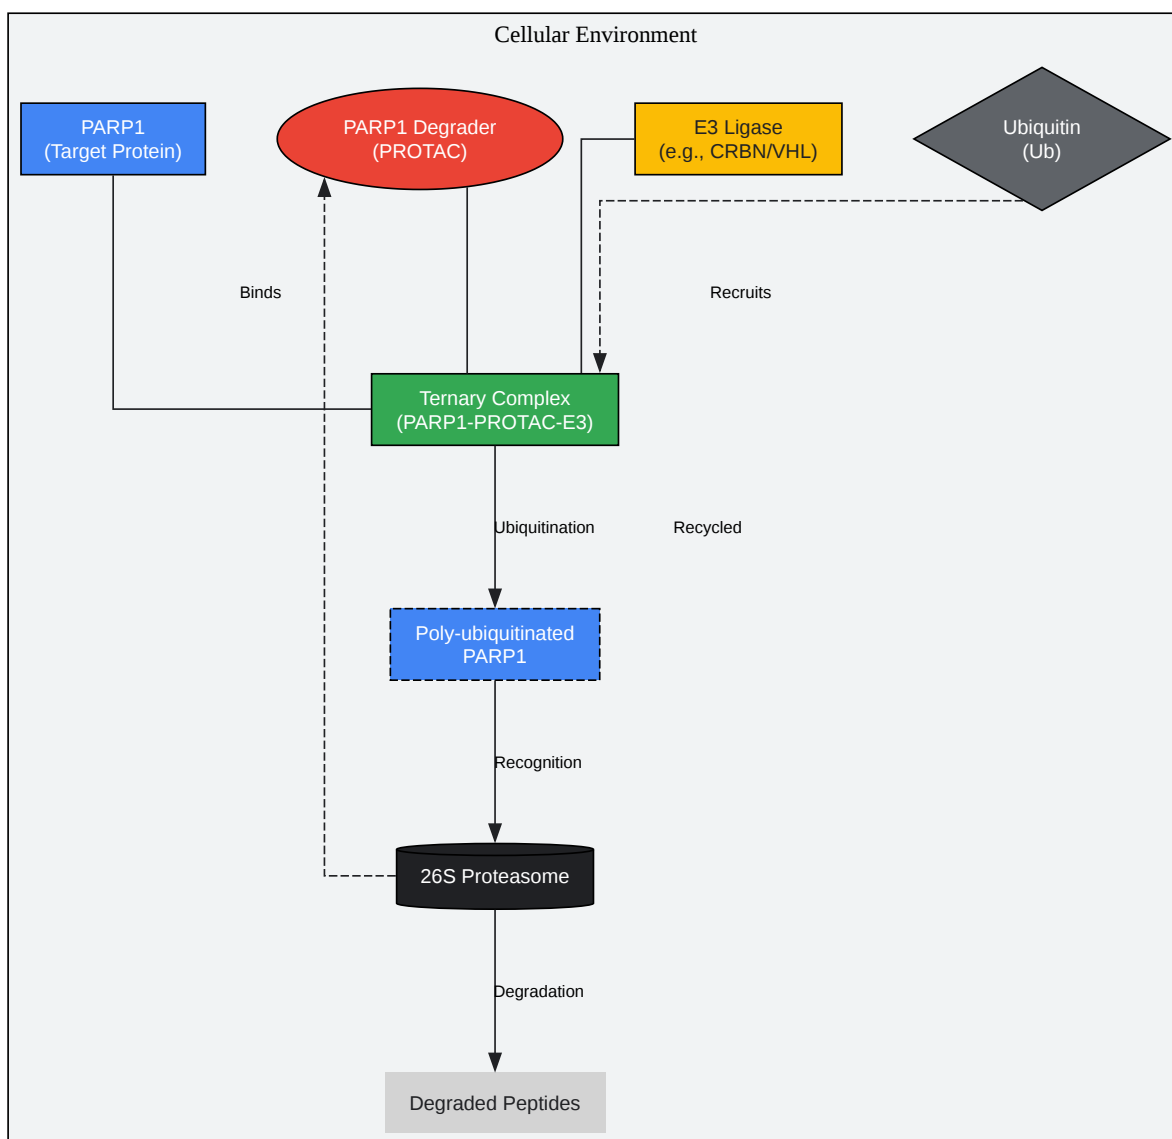 Cellular Environment
PARP1
(Target Protein)
PARP1 Degrader
(PROTAC)
E3 Ligase
(e.g., CRBN/VHL)
Ubiquitin
(Ub)
Binds
Recruits
Ternary Complex
(PARP1-PROTAC-E3)
Ubiquitination
Recycled
Poly-ubiquitinated
PARP1
Recognition
26S Proteasome
Degradation
Degraded Peptides